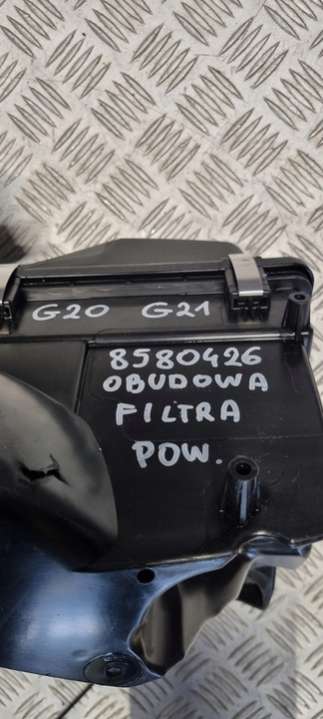 G20 G21
8580426
OBUDOWA
FILTRA
POW.